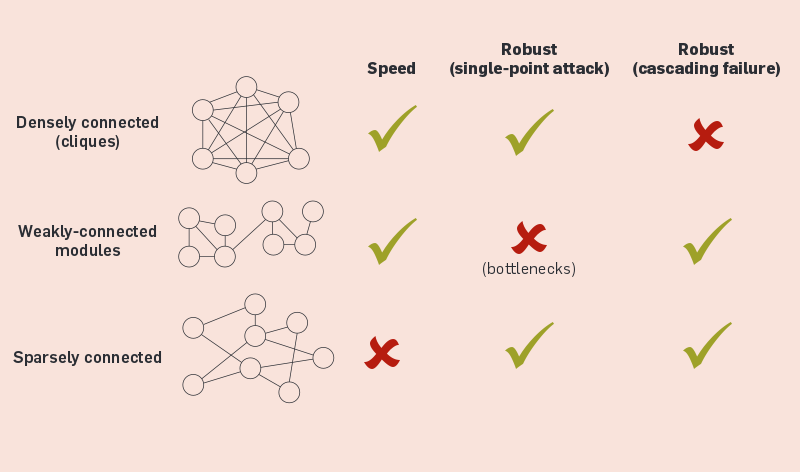 Speed
Robust
(single-point attack)
Robust
(cascading failure)
Densely connected
(cliques)
Weakly-connected
modules
(bottlenecks)
Sparsely connected